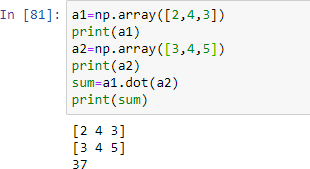 In [81]: a1=np.array([2,4,3])
print(a1)
a2=np.array([3,4,5])
print(a2)
sum=a1.dot(a2)
print(sum)
[2 4 3]
[3 4 5]
37